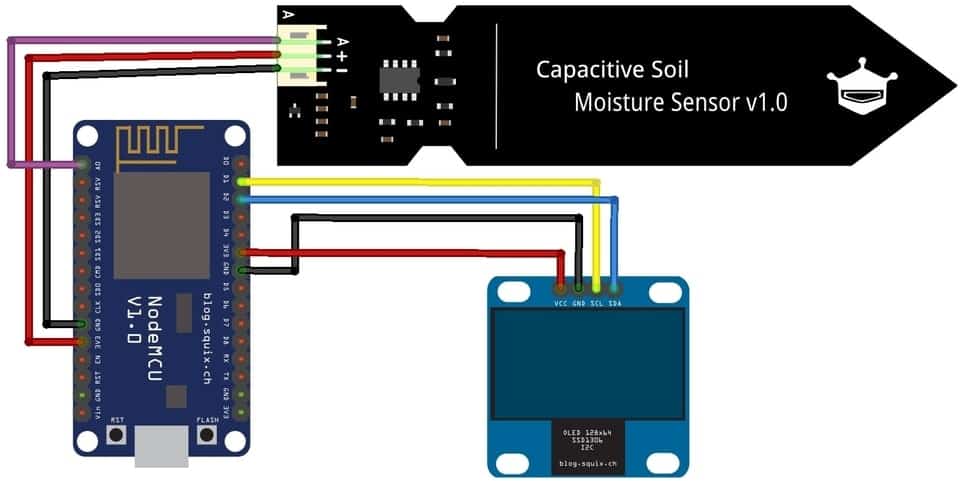 A
A
+
-
Capacitive Soil
Moisture Sensor v1.0
A0
RSV
RSV
SD3
SD2
SD1
CMD
SD0
CLK
GND
3V3
EN
RST
GND
Vin
D0
D1
D2
D3
D4
3V3
GND
D5
D6
D7
D8
RX
TX
GND
3V3
blog.squix.ch
NodeMCU
V1.0
RST
FLASH
VCC GND SCL SDA
OLED 128x64
SSD1306
I2C
blog-squix.ch